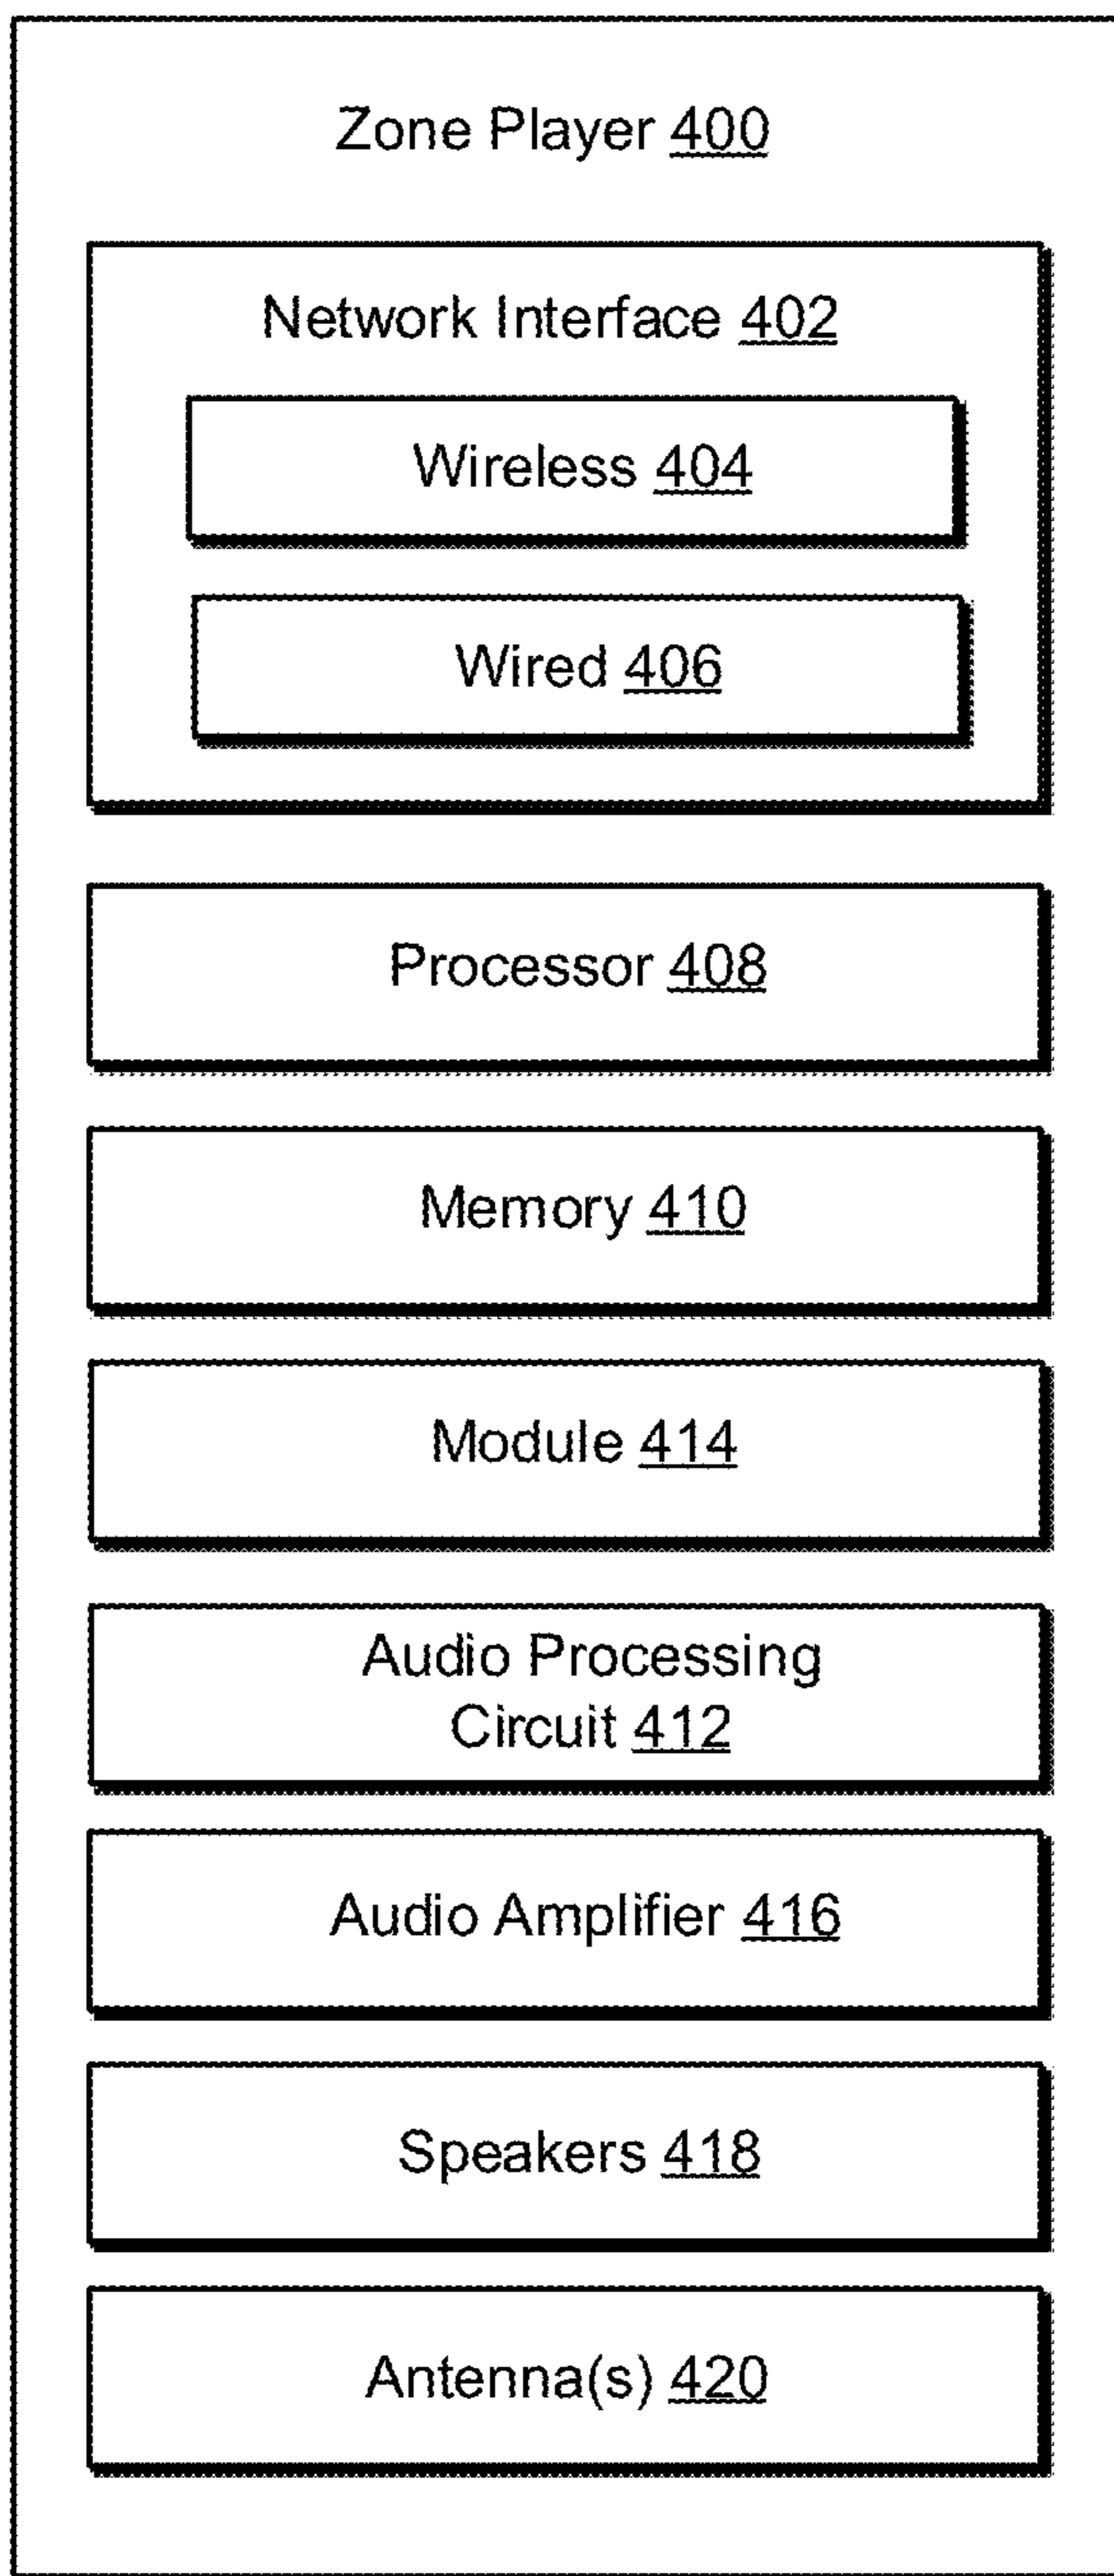 Zone Player 400
Network Interface 402
Wireless 404
Wired 406
Processor 408
Memory 410
Module 414
Audio Processing
Circuit 412
Audio Amplifier 416
Speakers 418
Antenna(s) 420